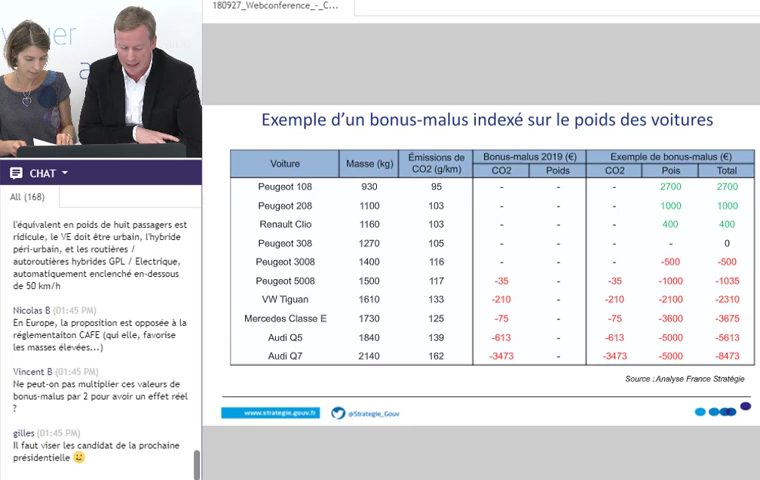 180927_Webconference_-_C...
CHAT
All (168)
l'équivalent en poids de huit passagers est
ridicule, le VE doit être urbain, l'hybride
péri-urbain, et les routières /
autoroutières hybrides GPL / Electrique,
automatiquement enclenché en-dessous
de 50 km/h
Nicolas B (01:45 PM)
En Europe, la proposition est opposée à la
réglementaiton CAFE (qui elle, favorise
les masses élevées...)
Vincent B (01:45 PM)
Ne peut-on pas multiplier ces valeurs de
bonus-malus par 2 pour avoir un effet réel
?
gilles (01:45 PM)
Il faut viser les candidat de la prochaine
présidentielle
Exemple d'un bonus-malus indexé sur le poids des voitures
Voiture Masse (kg) Émissions de CO2 (g/km) Bonus-malus 2019 (€) Exemple de bonus-malus (€)
CO2 Poids CO2 Pois Total
Peugeot 108 930 95 - - - 2700 2700
Peugeot 208 1100 103 - - - 1000 1000
Renault Clio 1160 103 - - - 400 400
Peugeot 308 1270 105 - - - - 0
Peugeot 3008 1400 116 - - - -500 -500
Peugeot 5008 1500 117 -35 - -35 -1000 -1035
VW Tiguan 1610 133 -210 - -210 -2100 -2310
Mercedes Classe E 1730 125 -75 - -75 -3600 -3675
Audi Q5 1840 139 -613 - -613 -5000 -5613
Audi Q7 2140 162 -3473 - -3473 -5000 -8473
Source : Analyse France Stratégie
www.strategie.gouv.fr @Strategie_Gouv